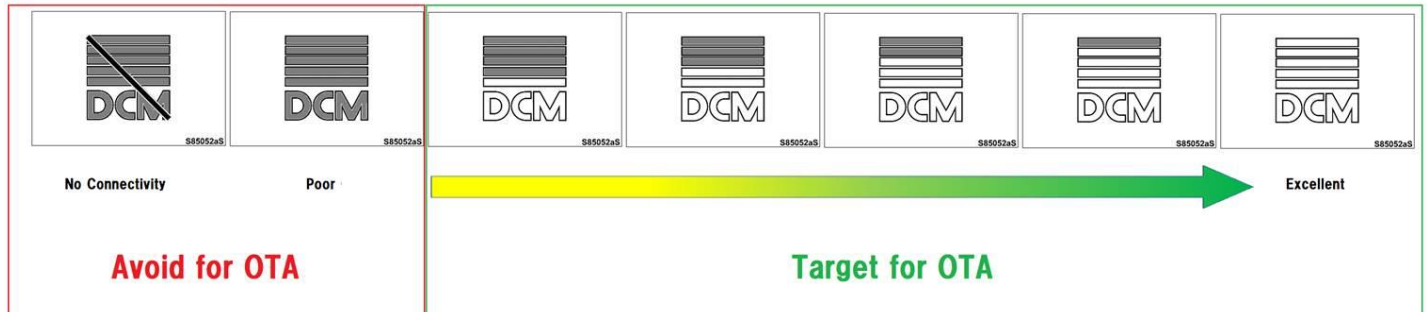 DCM
S85052aS
DCM
S85052aS
DCM
S85052aS
DCM
S85052aS
DCM
S85052aS
DCM
S85052aS
DCM
S85052aS
No Connectivity
Poor
Excellent
Avoid for OTA
Target for OTA